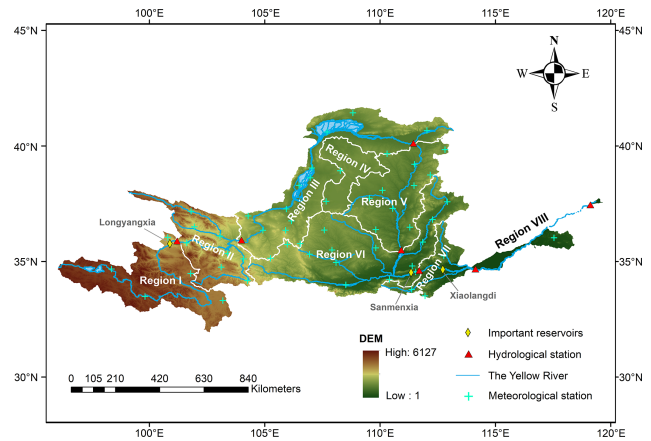 100°E 105°E 110°E 115°E 120°E
45°N 45°N
N
W E
S
40°N 40°N
Region IV
Region III
Region V
Region VIII
Longyangxia
Region II
35°N 35°N
Region VI
Region VII
Region I
Xiaolangdi
Sanmenxia
DEM
High: 6127
Low : 1
Important reservoirs
Hydrological station
The Yellow River
Meteorological station
30°N 30°N
0 105 210 420 630 840
Kilometers
100°E 105°E 110°E 115°E 120°E